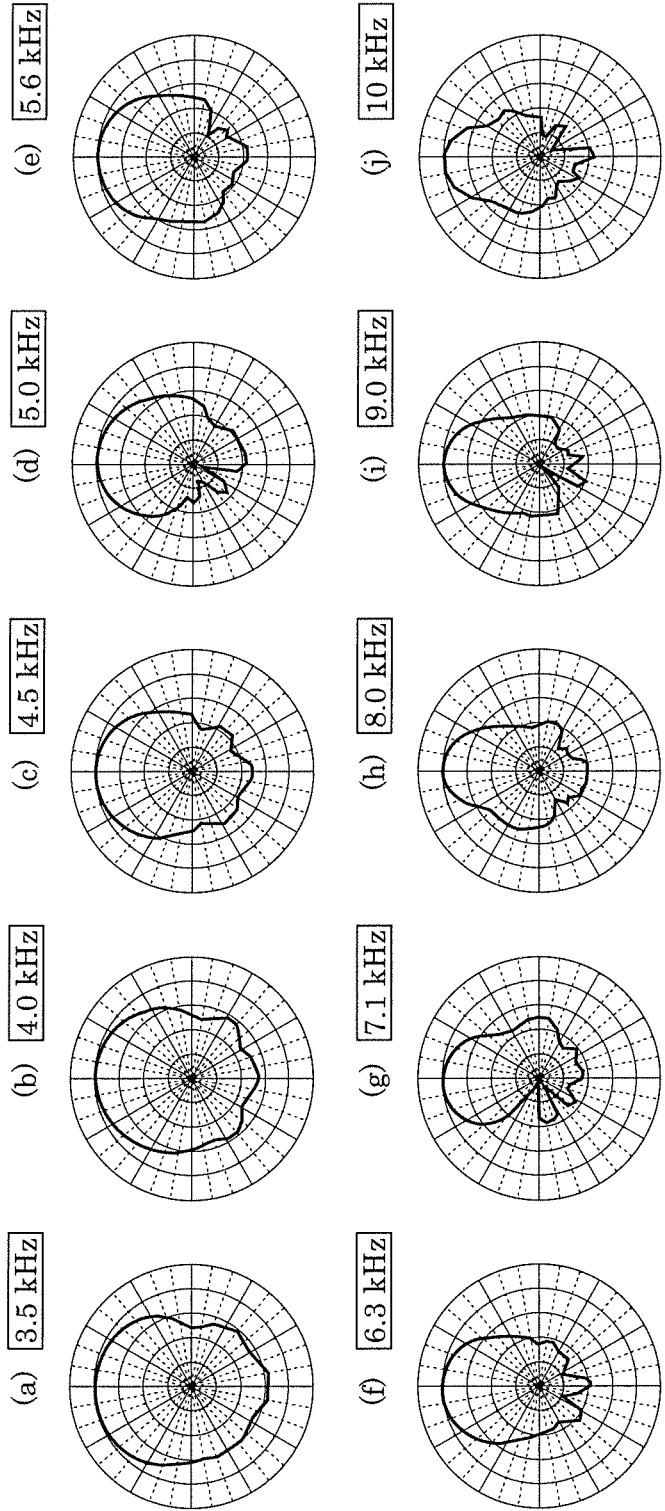 (a) 3.5 kHz
(b) 4.0 kHz
(c) 4.5 kHz
(d) 5.0 kHz
(e) 5.6 kHz
(f) 6.3 kHz
(g) 7.1 kHz
(h) 8.0 kHz
(i) 9.0 kHz
(j) 10 kHz